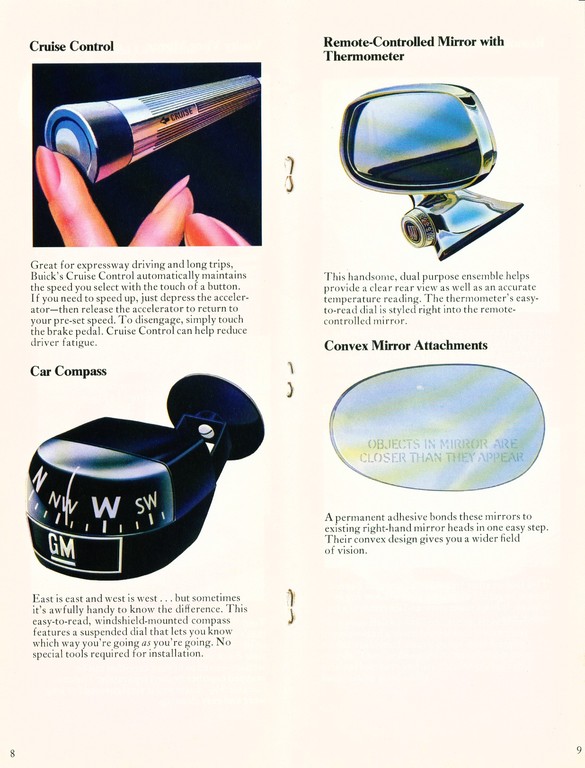 Cruise Control
CRUISE
Great for expressway driving and long trips,
Buick's Cruise Control automatically maintains
the speed you select with the touch of a button.
If you need to speed up, just depress the acceler-
ator—then release the accelerator to return to
your pre-set speed. To disengage, simply touch
the brake pedal. Cruise Control can help reduce
driver fatigue.
Car Compass
N NW W SW
GM
East is east and west is west . . . but sometimes
it's awfully handy to know the difference. This
easy-to-read, windshield-mounted compass
features a suspended dial that lets you know
which way you're going as you're going. No
special tools required for installation.
8
Remote-Controlled Mirror with
Thermometer
This handsome, dual purpose ensemble helps
provide a clear rear view as well as an accurate
temperature reading. The thermometer's easy-
to-read dial is styled right into the remote-
controlled mirror.
Convex Mirror Attachments
OBJECTS IN MIRROR ARE
CLOSER THAN THEY APPEAR
A permanent adhesive bonds these mirrors to
existing right-hand mirror heads in one easy step.
Their convex design gives you a wider field
of vision.
9